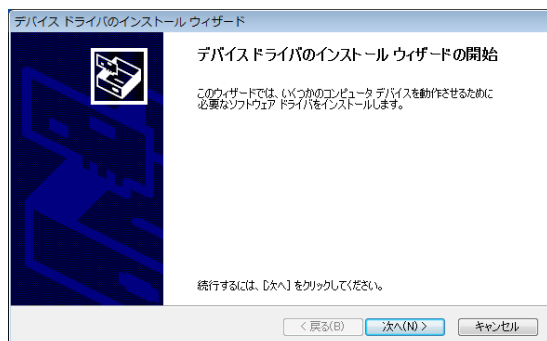 デバイス ドライバのインストール ウィザード
デバイス ドライバのインストール ウィザードの開始
このウィザードでは、いくつかのコンピュータ デバイスを動作させるために
必要なソフトウェア ドライバをインストールします。
続行するには、[次へ] をクリックしてください。
< 戻る(B)
次へ(N) >
キャンセル